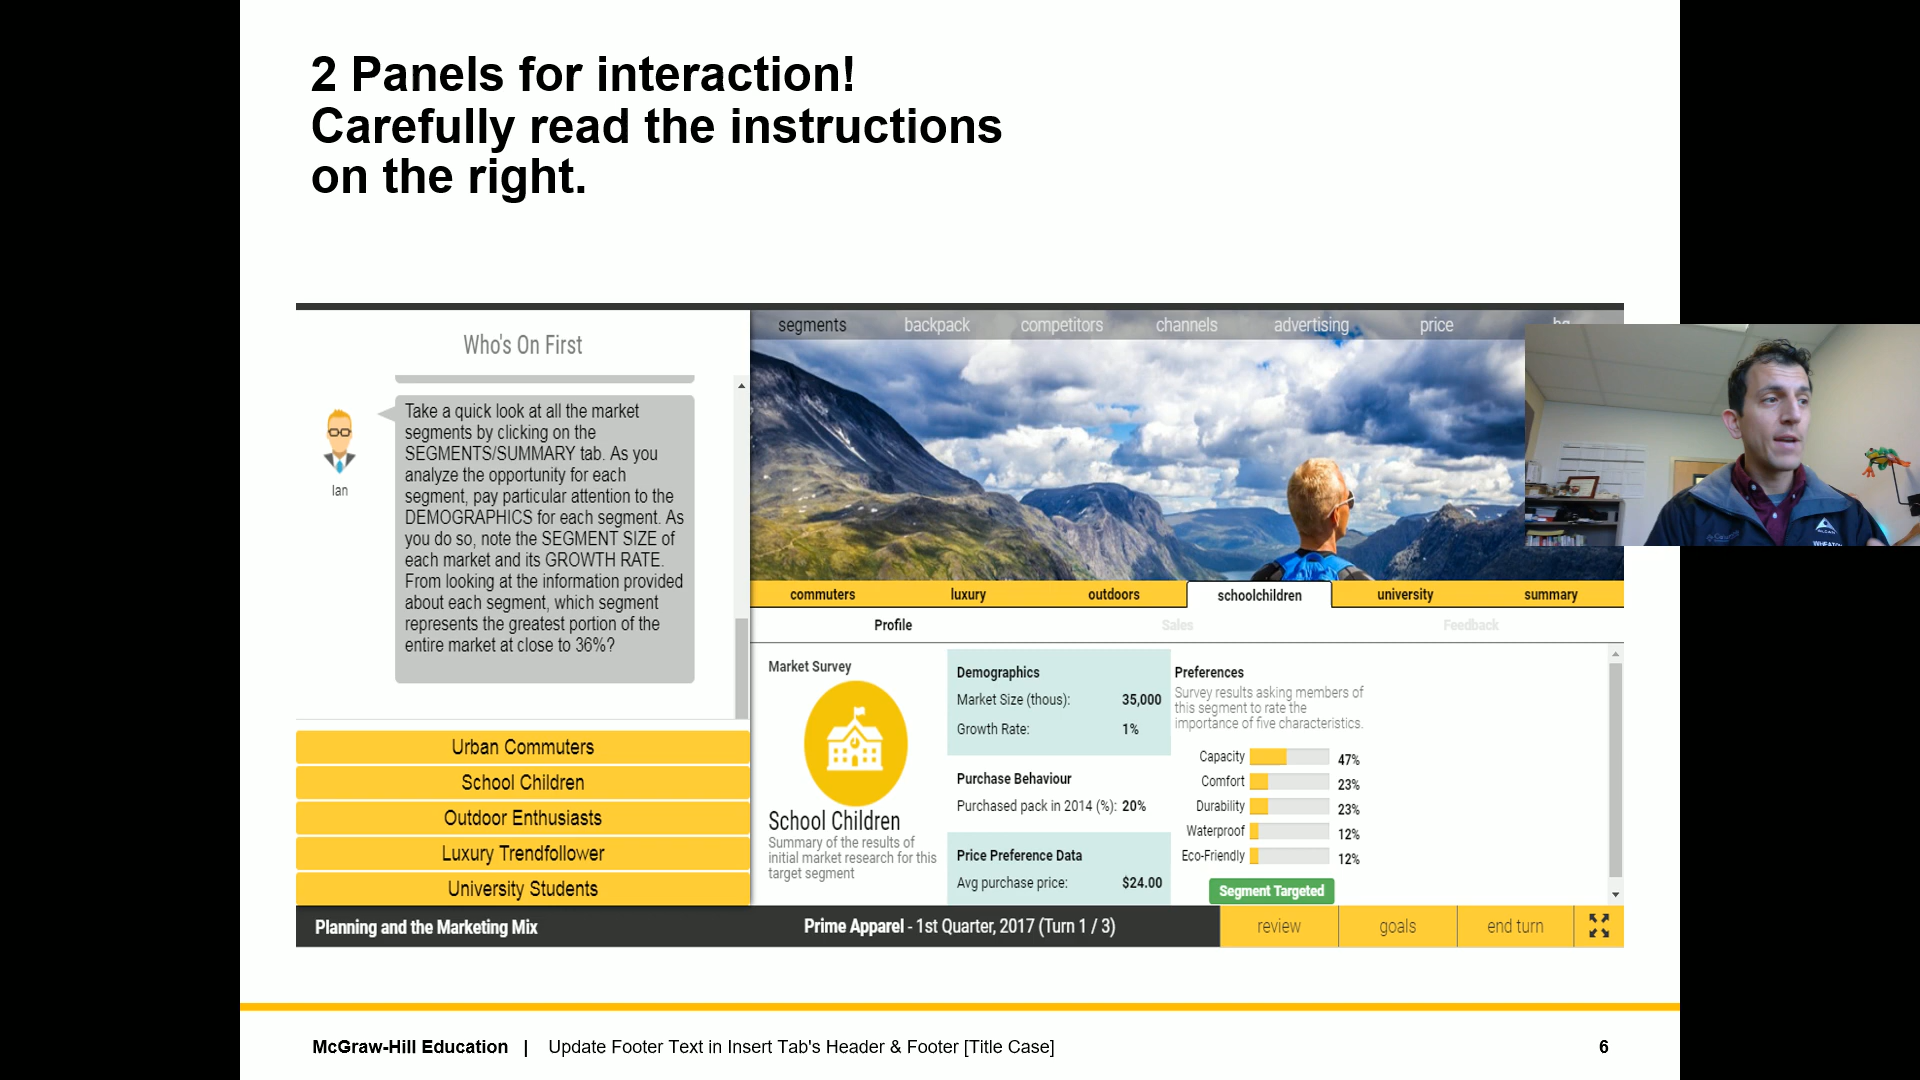 2 Panels for interaction!
Carefully read the instructions
on the right.
Who's On First
Ian
Take a quick look at all the market
segments by clicking on the
SEGMENTS/SUMMARY tab. As you
analyze the opportunity for each
segment, pay particular attention to the
DEMOGRAPHICS for each segment. As
you do so, note the SEGMENT SIZE of
each market and its GROWTH RATE.
From looking at the information provided
about each segment, which segment
represents the greatest portion of the
entire market at close to 36%?
Urban Commuters
School Children
Outdoor Enthusiasts
Luxury Trendfollower
University Students
segments backpack competitors channels advertising price
commuters luxury outdoors schoolchildren university summary
Profile Sales Feedback
Market Survey
School Children
Summary of the results of
initial market research for this
target segment
Demographics
Market Size (thous): 35,000
Growth Rate: 1%
Purchase Behaviour
Purchased pack in 2014 (%): 20%
Price Preference Data
Avg purchase price: $24.00
Preferences
Survey results asking members of
this segment to rate the
importance of five characteristics.
Capacity 47%
Comfort 23%
Durability 23%
Waterproof 12%
Eco-Friendly 12%
Segment Targeted
Planning and the Marketing Mix
Prime Apparel - 1st Quarter, 2017 (Turn 1 / 3)
review goals end turn
McGraw-Hill Education | Update Footer Text in Insert Tab's Header & Footer [Title Case]
6